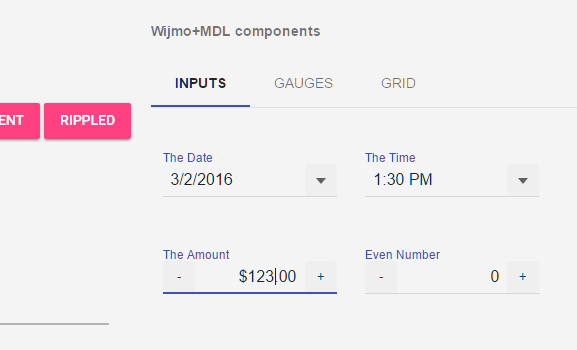 Wijmo+MDL components
INPUTS GAUGES GRID
ENT RIPPLED
The Date The Time
3/2/2016 1:30 PM
The Amount Even Number
- $123.00 + - 0 +